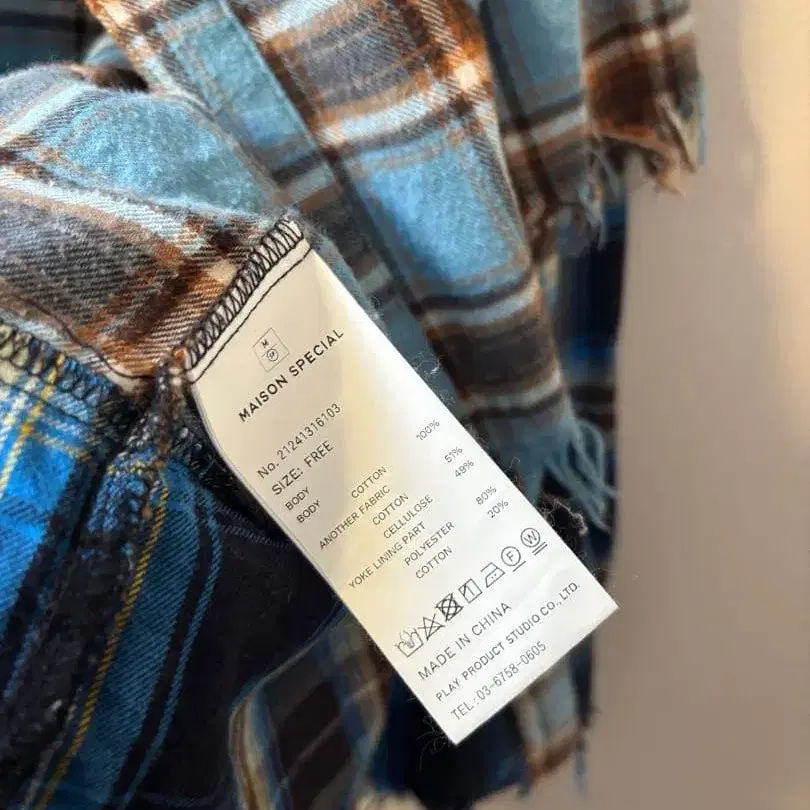 M
SP
MAISON SPECIAL
No. 21241316103
SIZE: FREE
BODY
BODY COTTON 100%
ANOTHER FABRIC
COTTON 51%
CELLULOSE 49%
YOKE LINING PART
POLYESTER 80%
COTTON 20%
F W
MADE IN CHINA
PLAY PRODUCT STUDIO CO., LTD.
TEL : 03-6758-0605